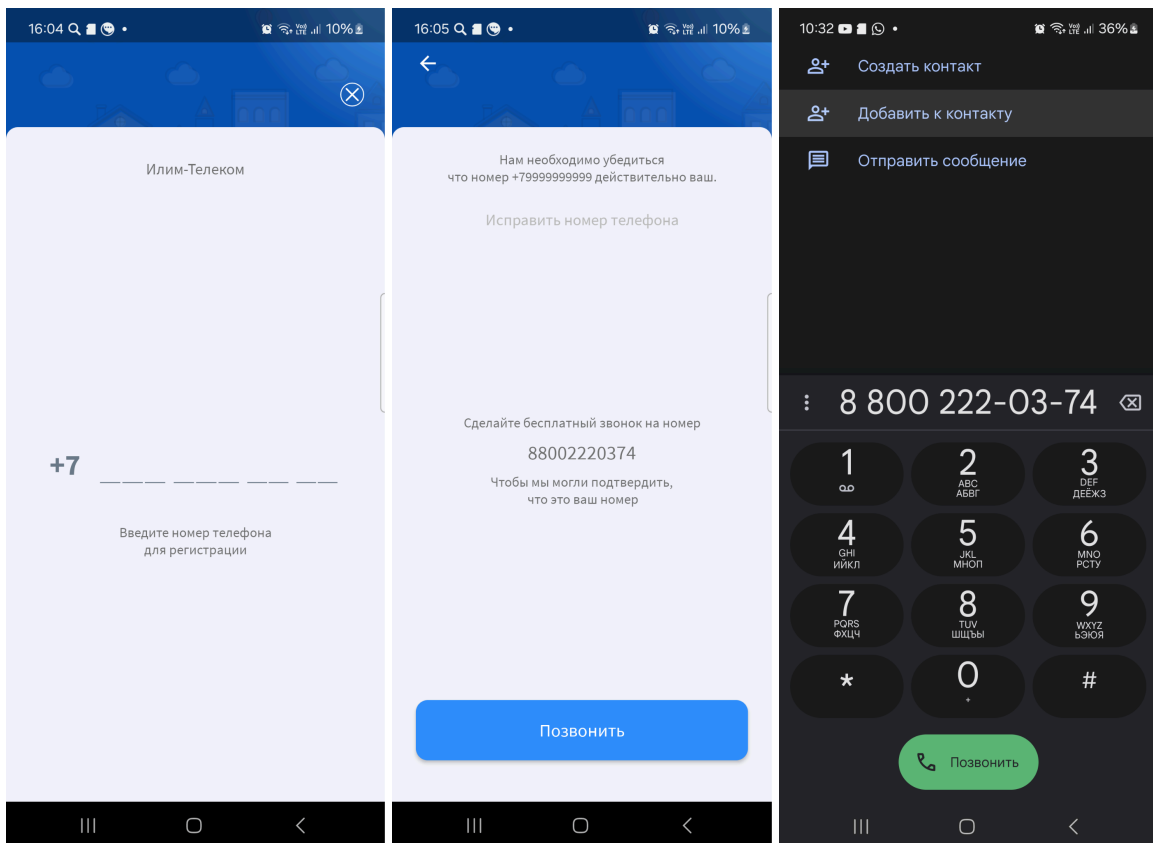 16:04
10%
Илим-Телеком
+7 ___ ___ __ __
Введите номер телефона
для регистрации
16:05
10%
Нам необходимо убедиться
что номер +79999999999 действительно ваш.
Исправить номер телефона
Сделайте бесплатный звонок на номер
88002220374
Чтобы мы могли подтвердить,
что это ваш номер
Позвонить
10:32
36%
Создать контакт
Добавить к контакту
Отправить сообщение
8 800 222-03-74
1 2 3
ABC DEF
АБВГ ДЕЁЖЗ
4 5 6
GHI JKL MNO
ИЙКЛ МНОП РСТУ
7 8 9
PQRS TUV WXYZ
ФХЦЧ ШЩЪЫ ЬЭЮЯ
* 0 #
+
Позвонить